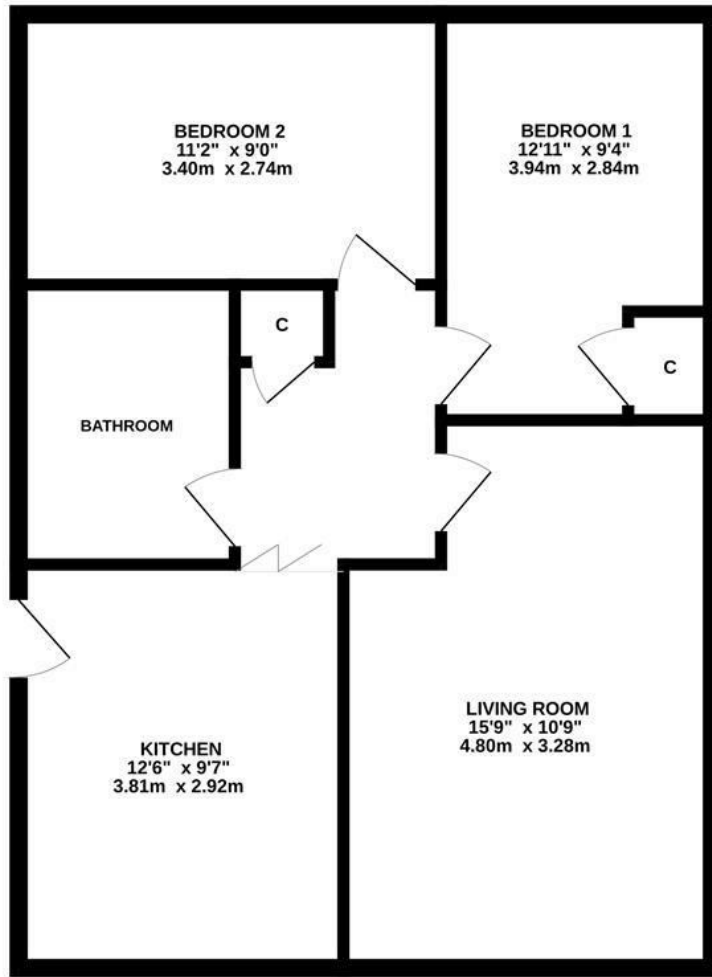 BEDROOM 2
11'2" x 9'0"
3.40m x 2.74m
BEDROOM 1
12'11" x 9'4"
3.94m x 2.84m
C
C
BATHROOM
LIVING ROOM
15'9" x 10'9"
4.80m x 3.28m
KITCHEN
12'6" x 9'7"
3.81m x 2.92m